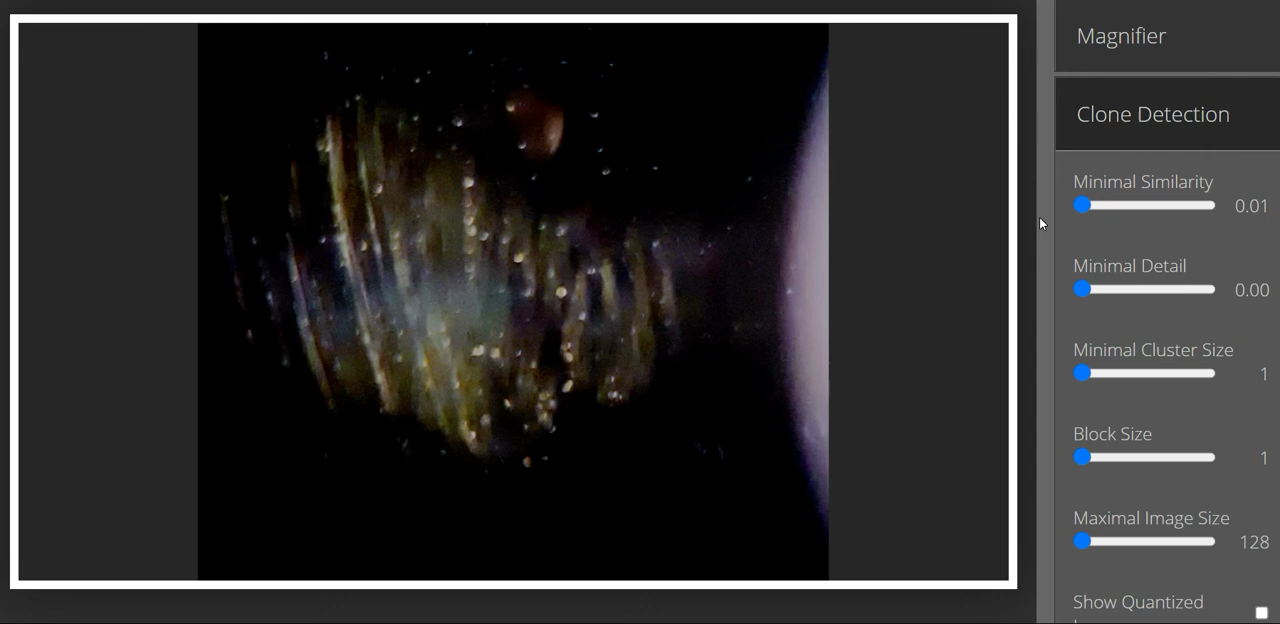 Magnifier
Clone Detection
Minimal Similarity
0.01
Minimal Detail
0.00
Minimal Cluster Size
1
Block Size
1
Maximal Image Size
128
Show Quantized